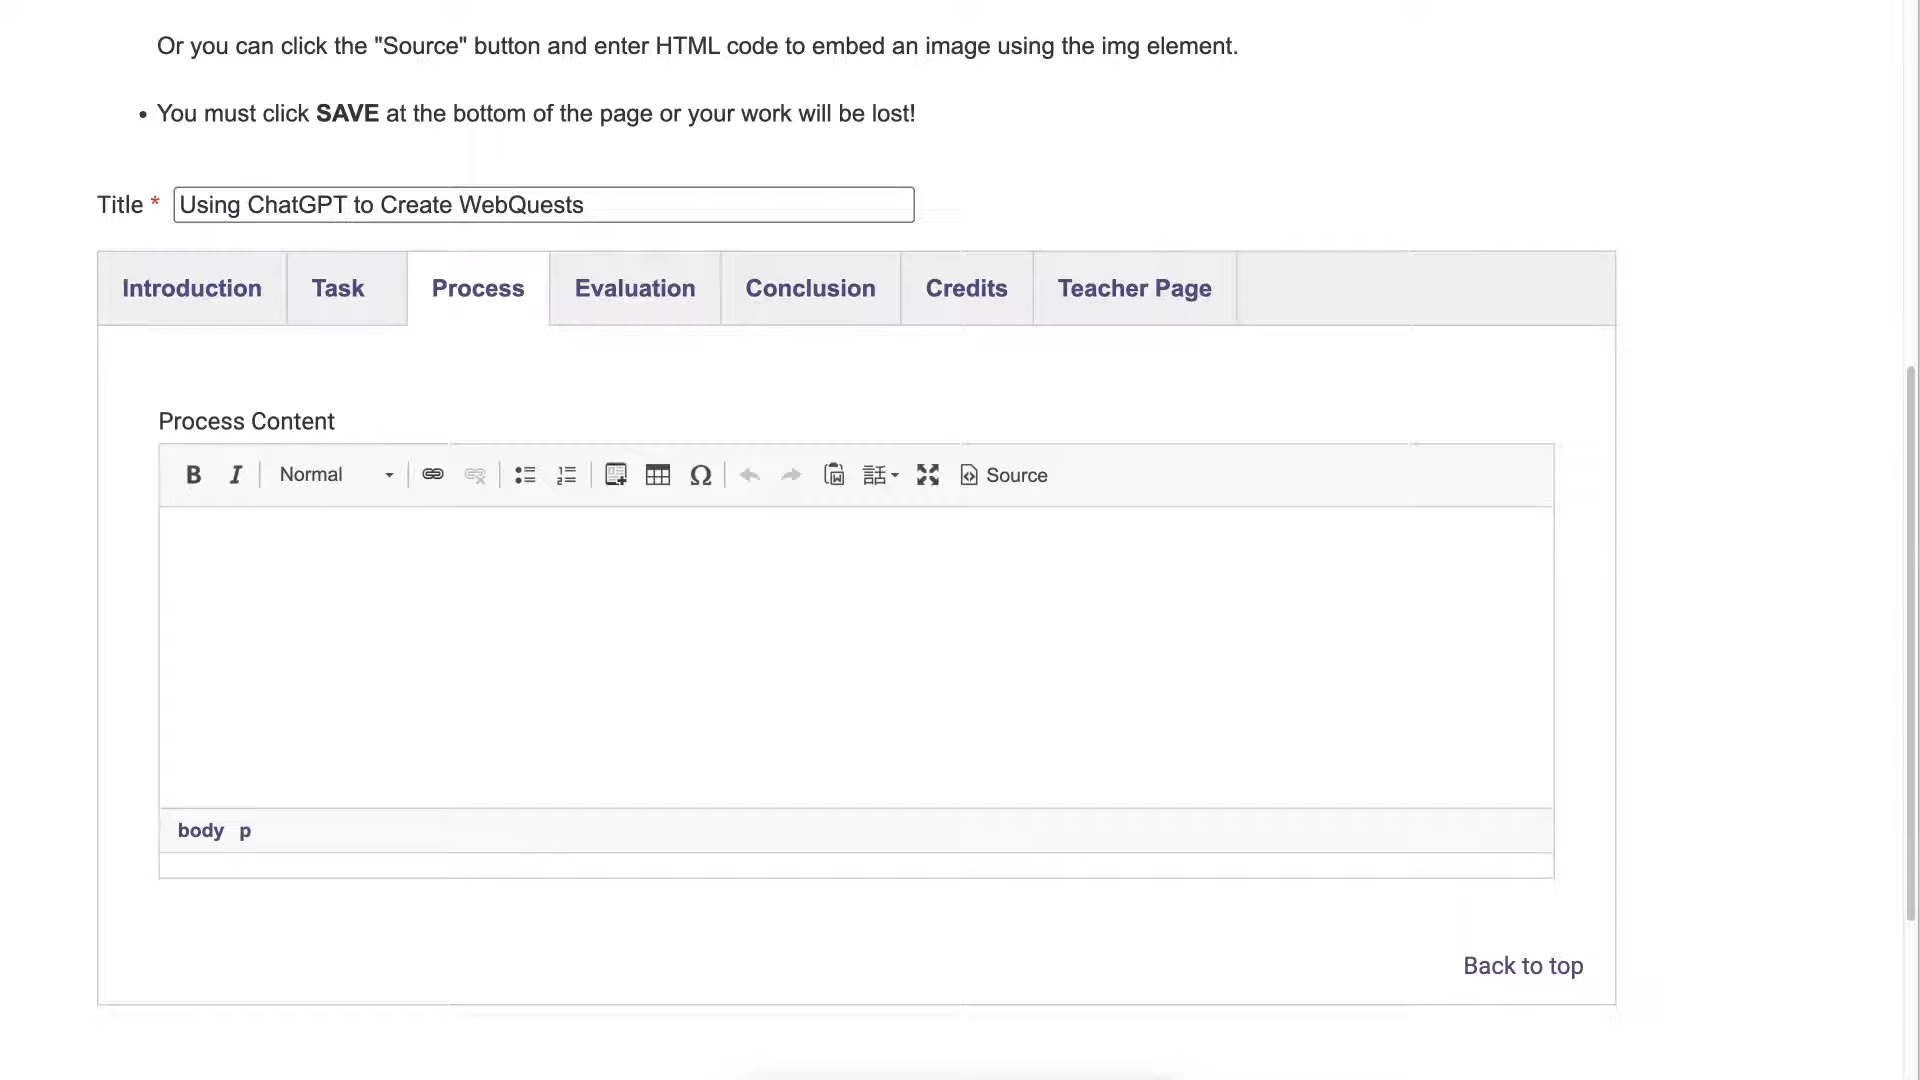 Or you can click the "Source" button and enter HTML code to embed an image using the img element.
• You must click SAVE at the bottom of the page or your work will be lost!
Title * Using ChatGPT to Create WebQuests
Introduction Task Process Evaluation Conclusion Credits Teacher Page
Process Content
B I Normal Ω 話 Source
body p
Back to top